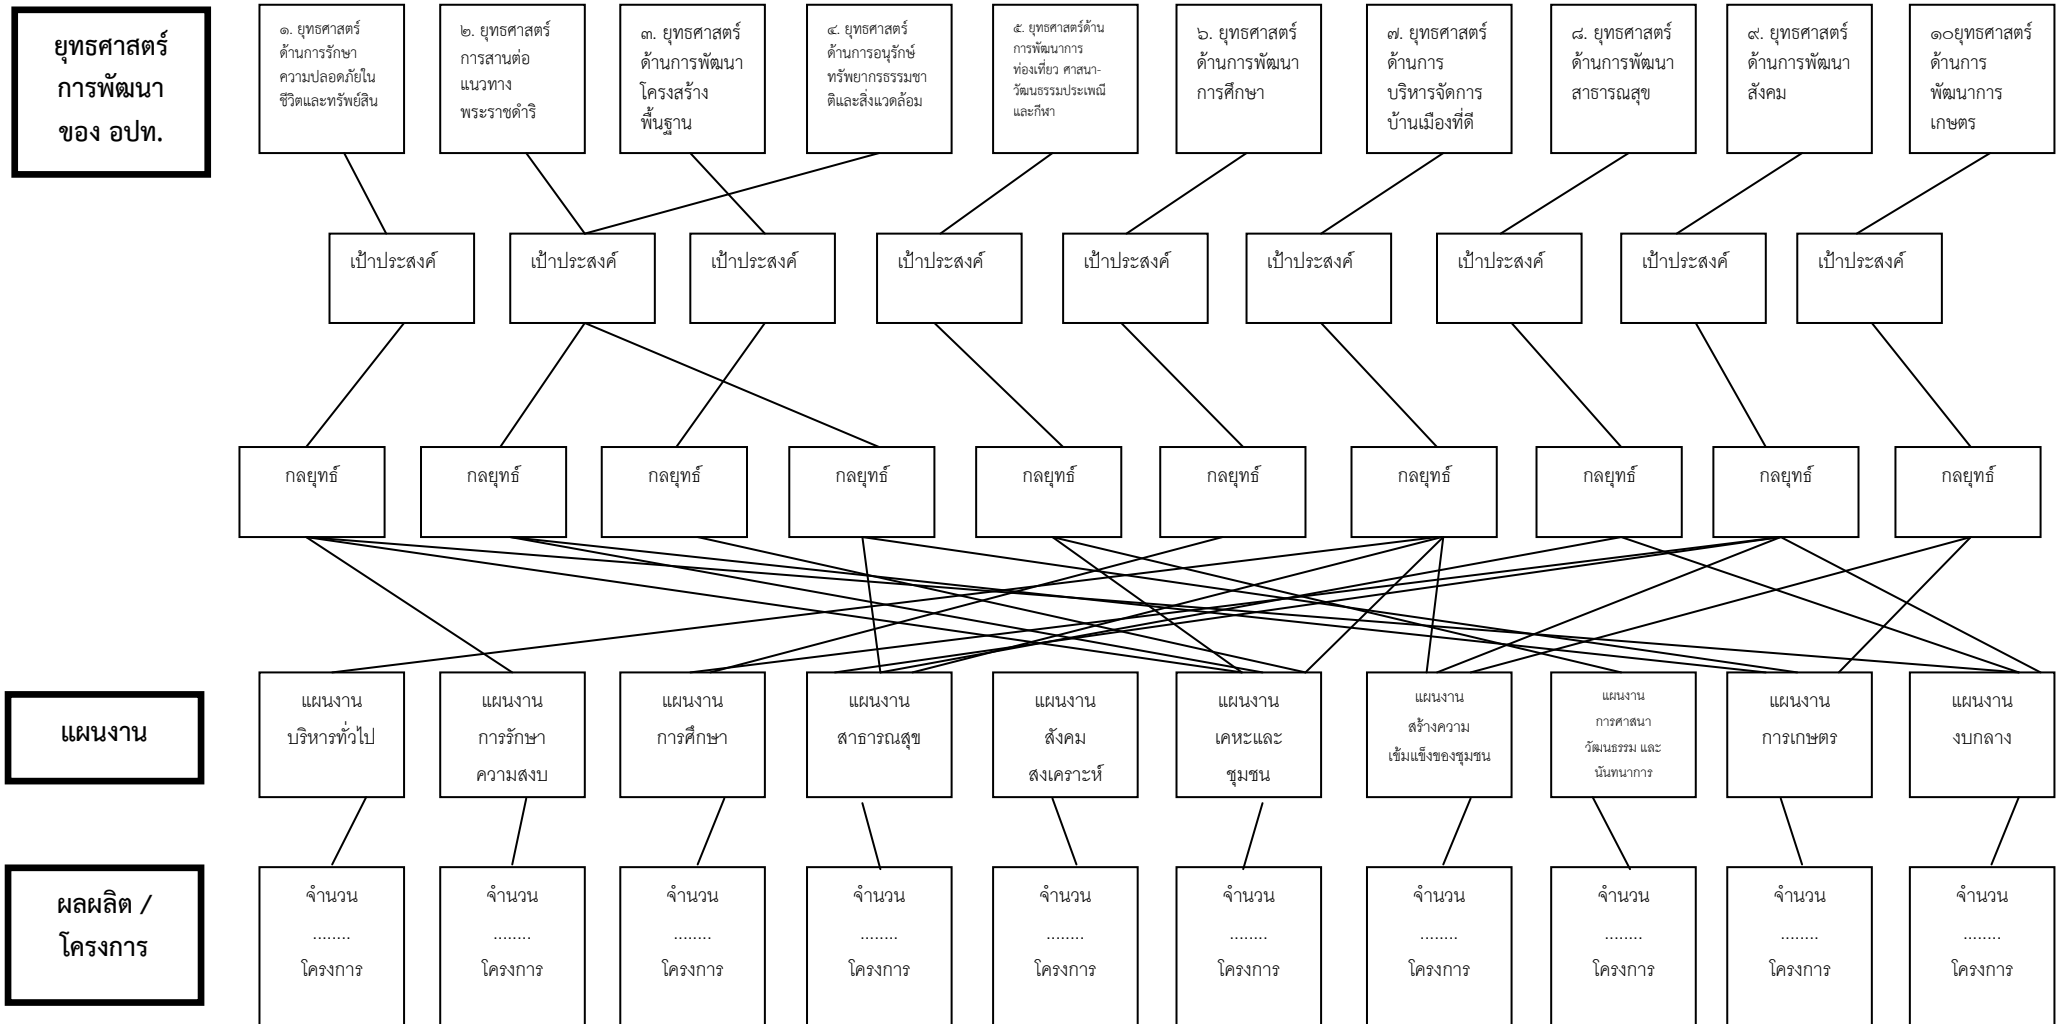 ยุทธศาสตร์
การพัฒนา
ของ อปท.
๑. ยุทธศาสตร์
ด้านการรักษา
ความปลอดภัยใน
ชีวิตและทรัพย์สิน
๒. ยุทธศาสตร์
การสานต่อ
แนวทาง
พระราชดำริ
๓. ยุทธศาสตร์
ด้านการพัฒนา
โครงสร้าง
พื้นฐาน
๔. ยุทธศาสตร์
ด้านการอนุรักษ์
ทรัพยากรธรรมชา
ติและสิ่งแวดล้อม
๕. ยุทธศาสตร์ด้าน
การพัฒนาการ
ท่องเที่ยว ศาสนา-
วัฒนธรรมประเพณี
และกีฬา
๖. ยุทธศาสตร์
ด้านการพัฒนา
การศึกษา
๗. ยุทธศาสตร์
ด้านการ
บริหารจัดการ
บ้านเมืองที่ดี
๘. ยุทธศาสตร์
ด้านการพัฒนา
สาธารณสุข
๙. ยุทธศาสตร์
ด้านการพัฒนา
สังคม
๑๐ยุทธศาสตร์
ด้านการ
พัฒนาการ
เกษตร
เป้าประสงค์
เป้าประสงค์
เป้าประสงค์
เป้าประสงค์
เป้าประสงค์
เป้าประสงค์
เป้าประสงค์
เป้าประสงค์
เป้าประสงค์
กลยุทธ์
กลยุทธ์
กลยุทธ์
กลยุทธ์
กลยุทธ์
กลยุทธ์
กลยุทธ์
กลยุทธ์
กลยุทธ์
กลยุทธ์
แผนงาน
แผนงาน
บริหารทั่วไป
แผนงาน
การรักษา
ความสงบ
แผนงาน
การศึกษา
แผนงาน
สาธารณสุข
แผนงาน
สังคม
สงเคราะห์
แผนงาน
เคหะและ
ชุมชน
แผนงาน
สร้างความ
เข้มแข็งของชุมชน
แผนงาน
การศาสนา
วัฒนธรรม และ
นันทนาการ
แผนงาน
การเกษตร
แผนงาน
งบกลาง
ผลผลิต /
โครงการ
จำนวน
........
โครงการ
จำนวน
........
โครงการ
จำนวน
........
โครงการ
จำนวน
........
โครงการ
จำนวน
........
โครงการ
จำนวน
........
โครงการ
จำนวน
........
โครงการ
จำนวน
........
โครงการ
จำนวน
........
โครงการ
จำนวน
........
โครงการ